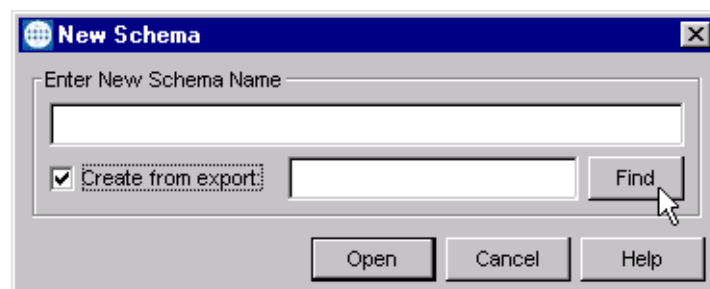 New Schema
Enter New Schema Name
Create from export: Find
Open Cancel Help